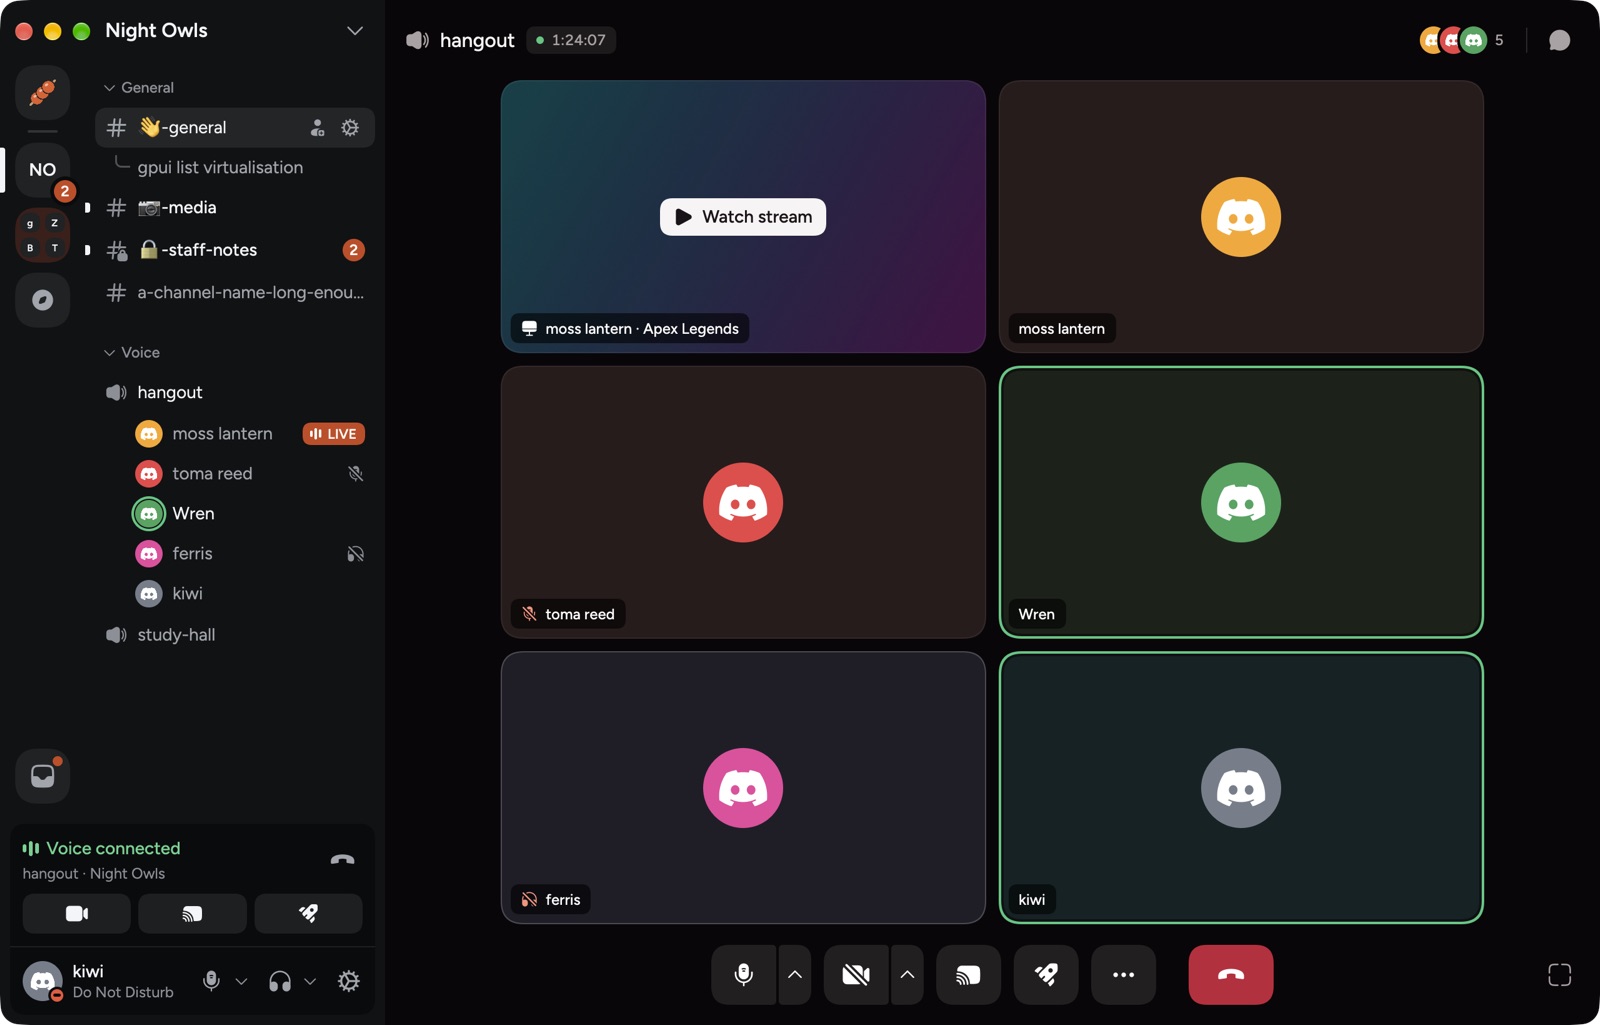 Night Owls
General
👋-general
gpui list virtualisation
📷-media
🔒-staff-notes
2
a-channel-name-long-enou...
NO
2
g Z
B T
Voice
hangout
moss lantern
LIVE
toma reed
Wren
ferris
kiwi
study-hall
Voice connected
hangout · Night Owls
kiwi
Do Not Disturb
hangout
1:24:07
5
Watch stream
moss lantern · Apex Legends
moss lantern
toma reed
Wren
ferris
kiwi